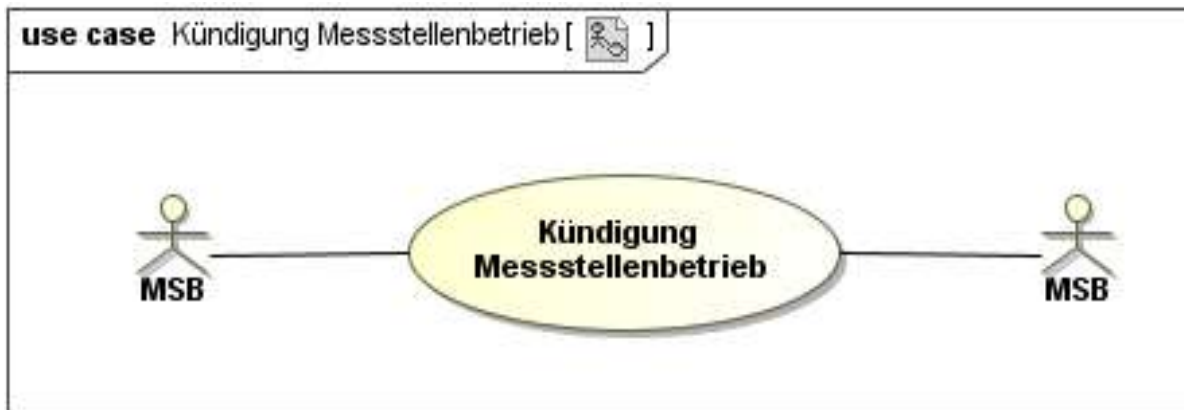 use case Kündigung Messstellenbetrieb [ ]
Kündigung
Messstellenbetrieb
MSB
MSB